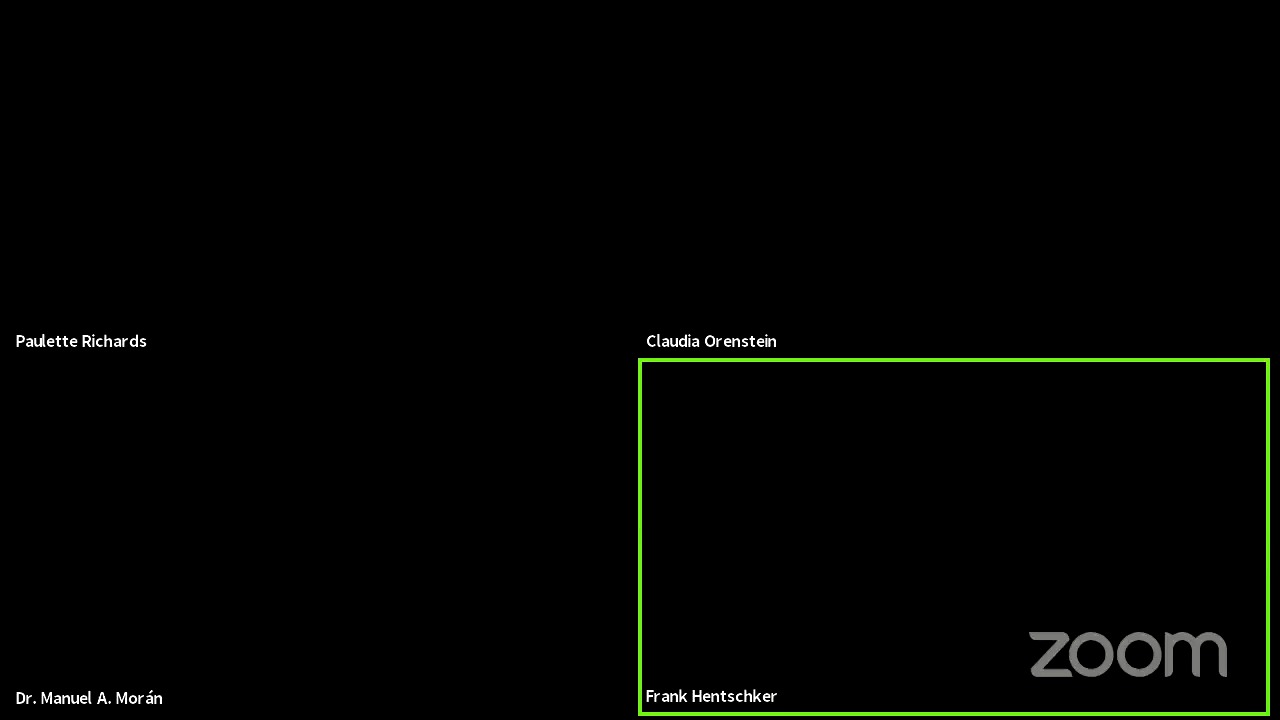 Paulette Richards
Claudia Orenstein
Dr. Manuel A. Morán
Frank Hentschker
zoom